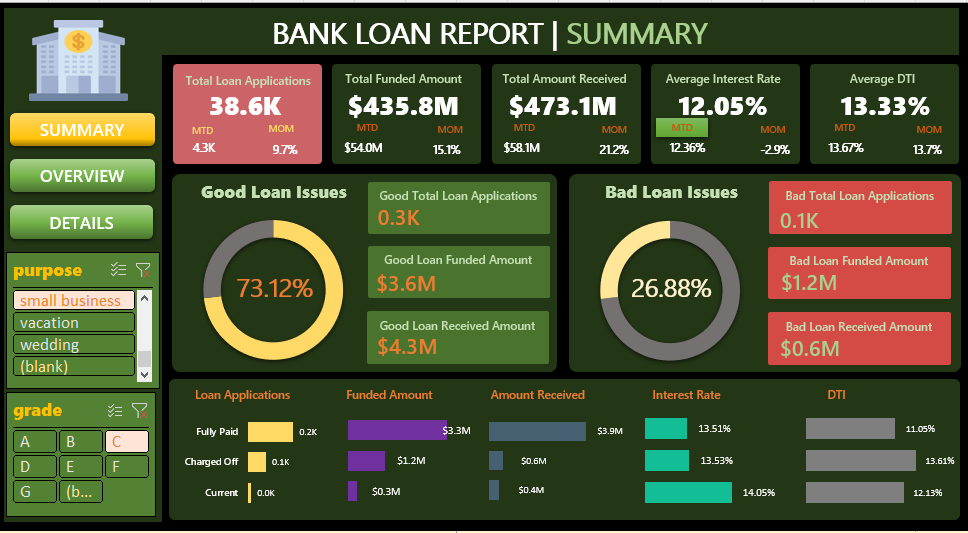 BANK LOAN REPORT | SUMMARY
SUMMARY
OVERVIEW
DETAILS
purpose
small business
vacation
wedding
(blank)
grade
A B C
D E F
G (b...
Total Loan Applications
38.6K
MTD MOM
4.3K 9.7%
Total Funded Amount
$435.8M
MTD MOM
$54.0M 15.1%
Total Amount Received
$473.1M
MTD MOM
$58.1M 21.2%
Average Interest Rate
12.05%
MTD MOM
12.36% -2.9%
Average DTI
13.33%
MTD MOM
13.67% 13.7%
Good Loan Issues
73.12%
Good Total Loan Applications
0.3K
Good Loan Funded Amount
$3.6M
Good Loan Received Amount
$4.3M
Bad Loan Issues
26.88%
Bad Total Loan Applications
0.1K
Bad Loan Funded Amount
$1.2M
Bad Loan Received Amount
$0.6M
Loan Applications Funded Amount Amount Received Interest Rate DTI
Fully Paid 0.2K $3.3M $3.9M 13.51% 11.05%
Charged Off 0.1K $1.2M $0.6M 13.53% 13.61%
Current 0.0K $0.3M $0.4M 14.05% 12.13%